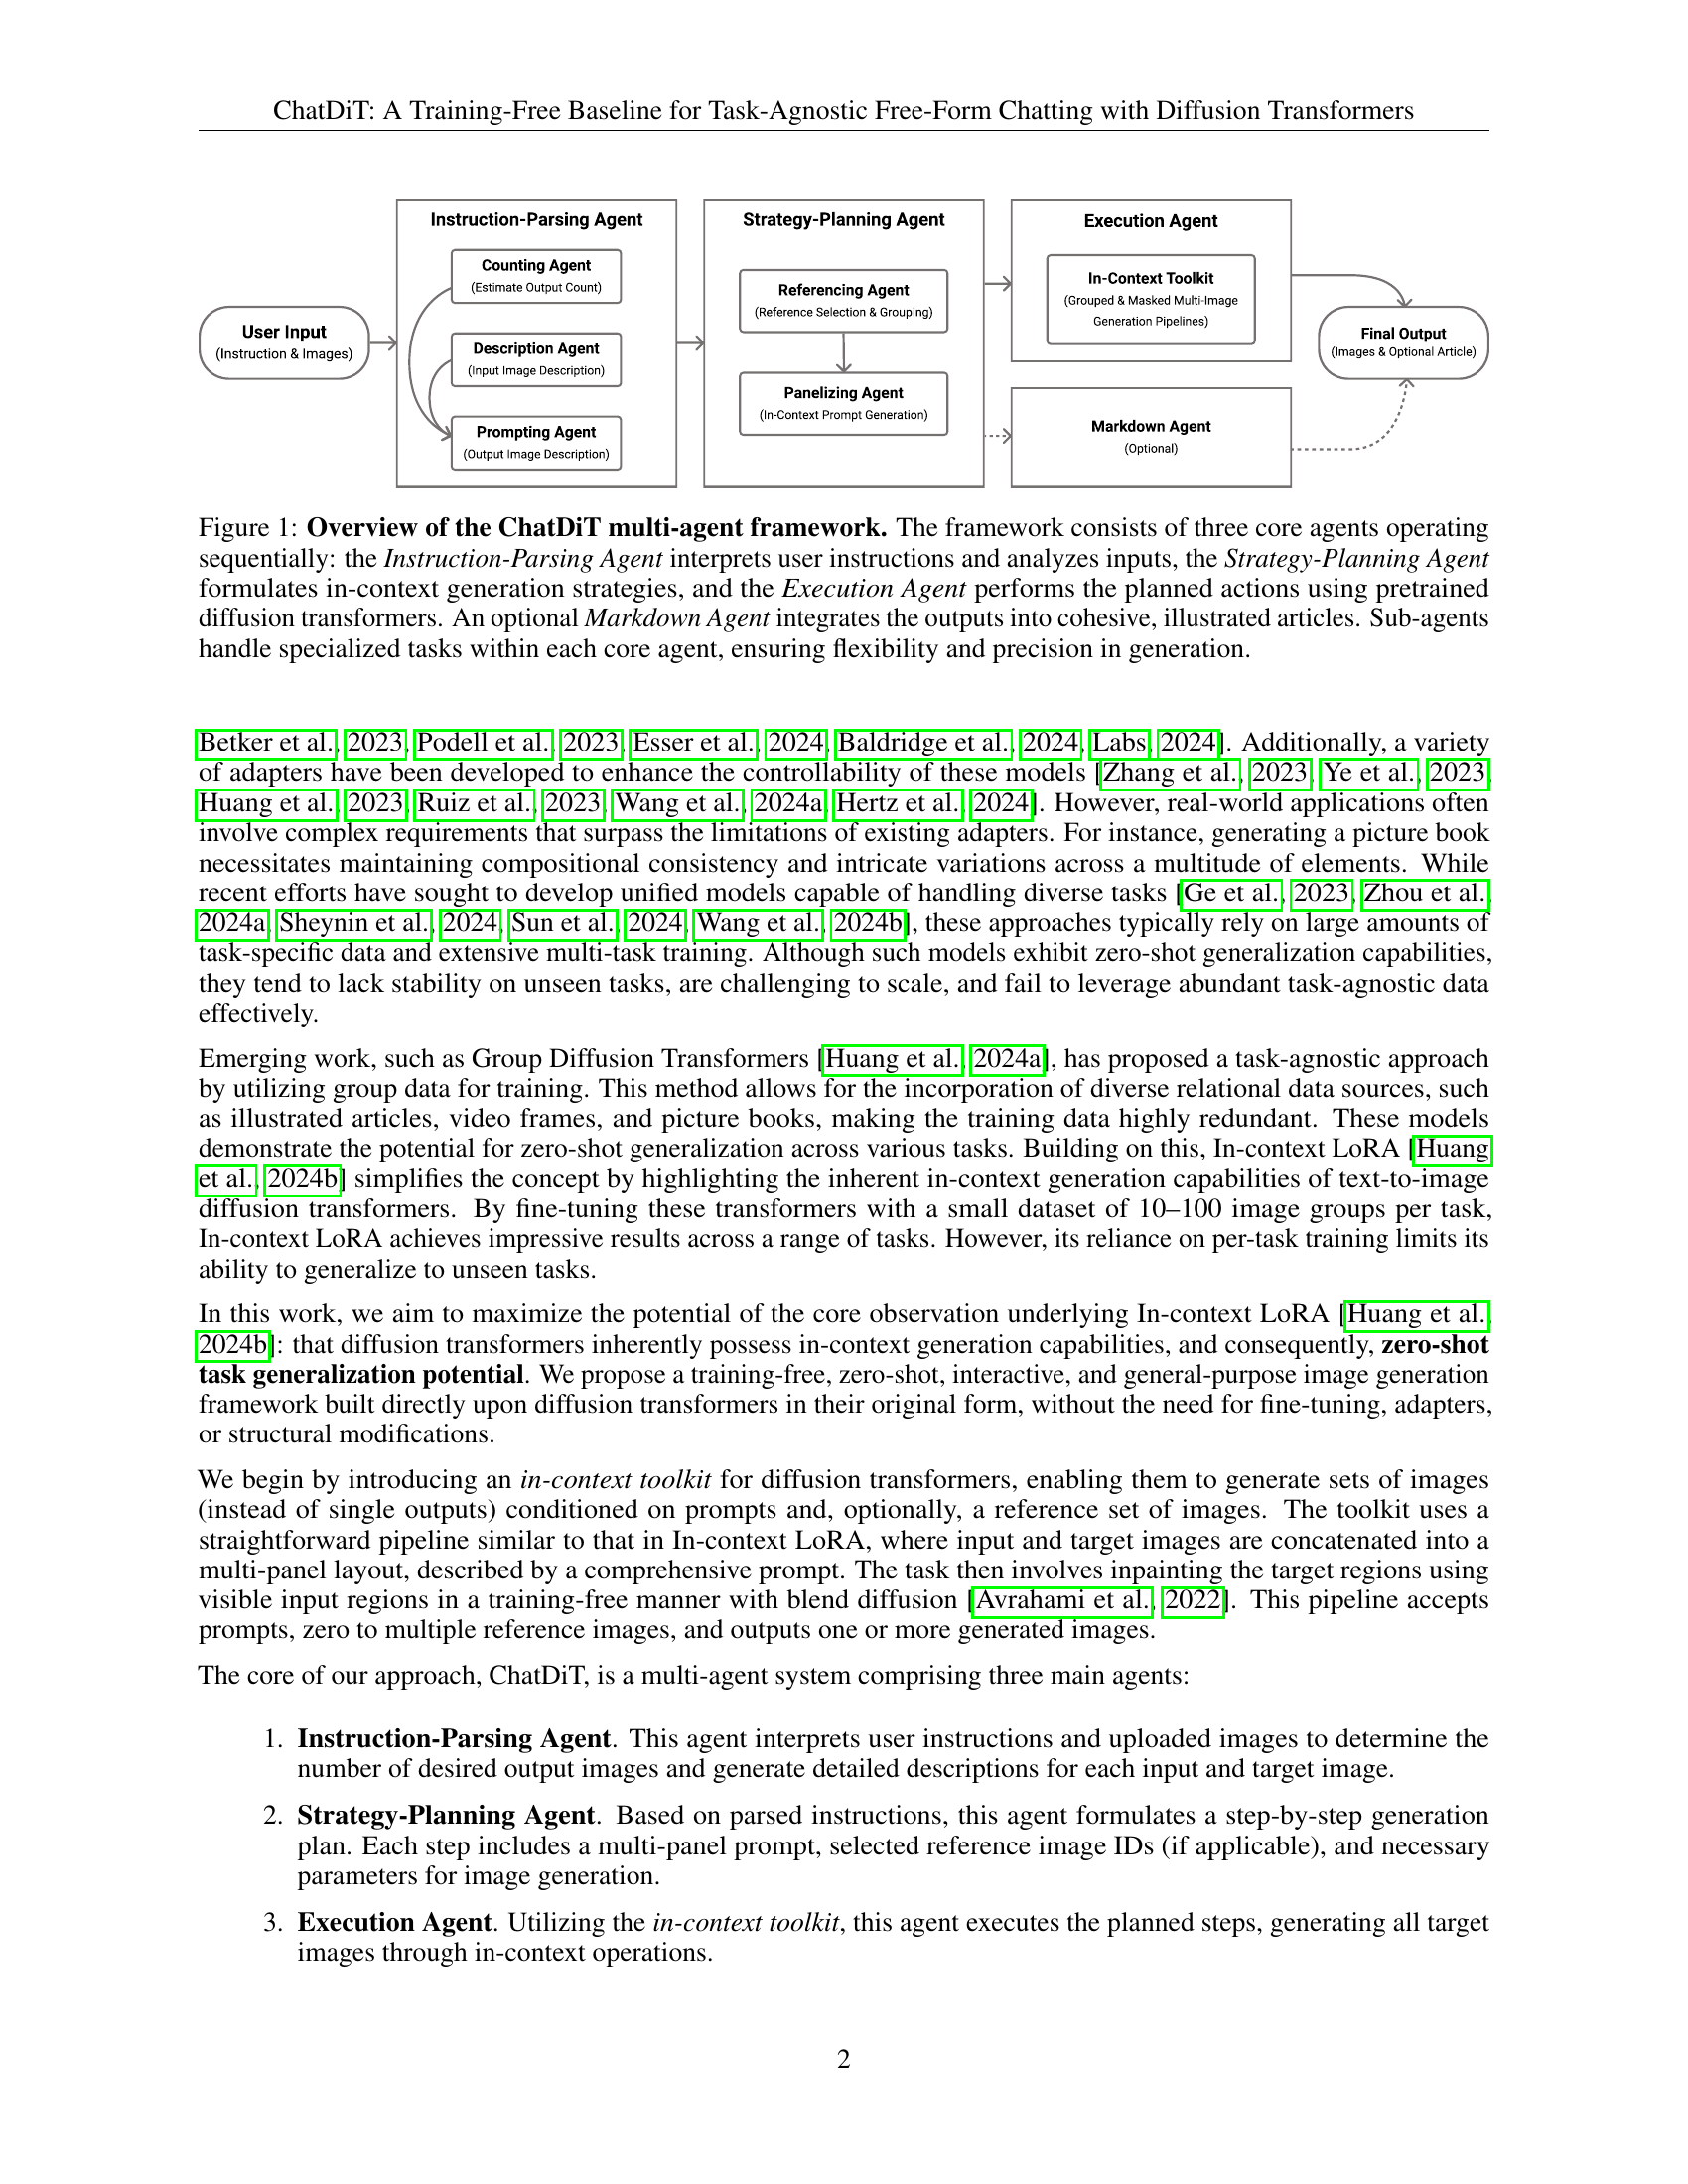 ChatDiT: A Training-Free Baseline for Task-Agnostic Free-Form Chatting with Diffusion Transformers
User Input
(Instruction & Images)
Instruction-Parsing Agent
Counting Agent
(Estimate Output Count)
Description Agent
(Input Image Description)
Prompting Agent
(Output Image Description)
Strategy-Planning Agent
Referencing Agent
(Reference Selection & Grouping)
Panelizing Agent
(In-Context Prompt Generation)
Execution Agent
In-Context Toolkit
(Grouped & Masked Multi-Image
Generation Pipelines)
Markdown Agent
(Optional)
Final Output
(Images & Optional Article)
Figure 1: Overview of the ChatDiT multi-agent framework. The framework consists of three core agents operating
sequentially: the Instruction-Parsing Agent interprets user instructions and analyzes inputs, the Strategy-Planning Agent
formulates in-context generation strategies, and the Execution Agent performs the planned actions using pretrained
diffusion transformers. An optional Markdown Agent integrates the outputs into cohesive, illustrated articles. Sub-agents
handle specialized tasks within each core agent, ensuring flexibility and precision in generation.
Betker et al., 2023, Podell et al., 2023, Esser et al., 2024, Baldridge et al., 2024, Labs, 2024]. Additionally, a variety
of adapters have been developed to enhance the controllability of these models [Zhang et al., 2023, Ye et al., 2023,
Huang et al., 2023, Ruiz et al., 2023, Wang et al., 2024a, Hertz et al., 2024]. However, real-world applications often
involve complex requirements that surpass the limitations of existing adapters. For instance, generating a picture book
necessitates maintaining compositional consistency and intricate variations across a multitude of elements. While
recent efforts have sought to develop unified models capable of handling diverse tasks [Ge et al., 2023, Zhou et al.,
2024a, Sheynin et al., 2024, Sun et al., 2024, Wang et al., 2024b], these approaches typically rely on large amounts of
task-specific data and extensive multi-task training. Although such models exhibit zero-shot generalization capabilities,
they tend to lack stability on unseen tasks, are challenging to scale, and fail to leverage abundant task-agnostic data
effectively.
Emerging work, such as Group Diffusion Transformers [Huang et al., 2024a], has proposed a task-agnostic approach
by utilizing group data for training. This method allows for the incorporation of diverse relational data sources, such
as illustrated articles, video frames, and picture books, making the training data highly redundant. These models
demonstrate the potential for zero-shot generalization across various tasks. Building on this, In-context LoRA [Huang
et al., 2024b] simplifies the concept by highlighting the inherent in-context generation capabilities of text-to-image
diffusion transformers. By fine-tuning these transformers with a small dataset of 10–100 image groups per task,
In-context LoRA achieves impressive results across a range of tasks. However, its reliance on per-task training limits its
ability to generalize to unseen tasks.
In this work, we aim to maximize the potential of the core observation underlying In-context LoRA [Huang et al.,
2024b]: that diffusion transformers inherently possess in-context generation capabilities, and consequently, zero-shot
task generalization potential. We propose a training-free, zero-shot, interactive, and general-purpose image generation
framework built directly upon diffusion transformers in their original form, without the need for fine-tuning, adapters,
or structural modifications.
We begin by introducing an in-context toolkit for diffusion transformers, enabling them to generate sets of images
(instead of single outputs) conditioned on prompts and, optionally, a reference set of images. The toolkit uses a
straightforward pipeline similar to that in In-context LoRA, where input and target images are concatenated into a
multi-panel layout, described by a comprehensive prompt. The task then involves inpainting the target regions using
visible input regions in a training-free manner with blend diffusion [Avrahami et al., 2022]. This pipeline accepts
prompts, zero to multiple reference images, and outputs one or more generated images.
The core of our approach, ChatDiT, is a multi-agent system comprising three main agents:
1. Instruction-Parsing Agent. This agent interprets user instructions and uploaded images to determine the
number of desired output images and generate detailed descriptions for each input and target image.
2. Strategy-Planning Agent. Based on parsed instructions, this agent formulates a step-by-step generation
plan. Each step includes a multi-panel prompt, selected reference image IDs (if applicable), and necessary
parameters for image generation.
3. Execution Agent. Utilizing the in-context toolkit, this agent executes the planned steps, generating all target
images through in-context operations.
2